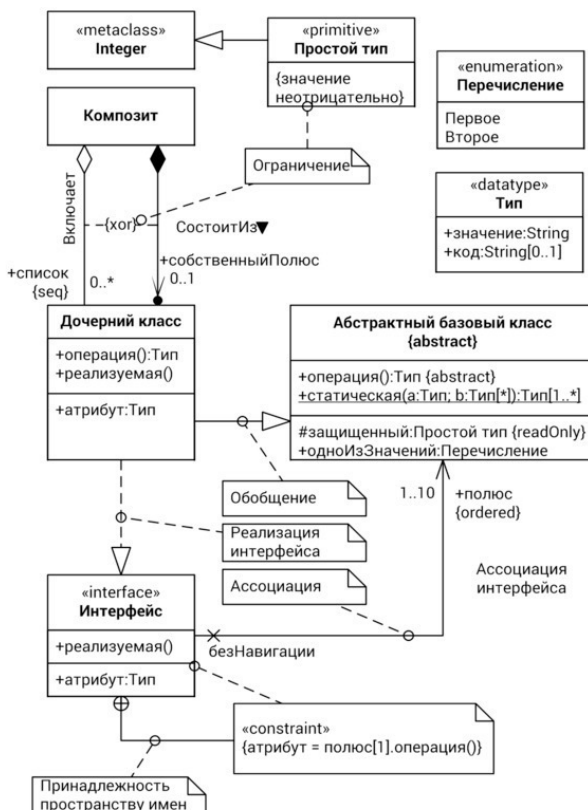 «metaclass»
Integer
«primitive»
Простой тип
{значение
неотрицательно}
«enumeration»
Перечисление
Первое
Второе
Композит
Ограничение
Включает
{xor}
СостоитИз▼
«datatype»
Тип
+значение:String
+код:String[0..1]
+список
{seq}
0..*
+собственныйПолюс
0..1
Дочерний класс
+операция():Тип
+реализуемая()
+атрибут:Тип
Абстрактный базовый класс
{abstract}
+операция():Тип {abstract}
+статическая(a:Тип; b:Тип[*]):Тип[1..*]
#защищенный:Простой тип {readOnly}
+одноИзЗначений:Перечисление
Обобщение
1..10
+полюс
{ordered}
Реализация
интерфейса
Ассоциация
Ассоциация
интерфейса
«interface»
Интерфейс
+реализуемая()
+атрибут:Тип
безНавигации
«constraint»
{атрибут = полюс[1].операция()}
Принадлежность
пространству имен